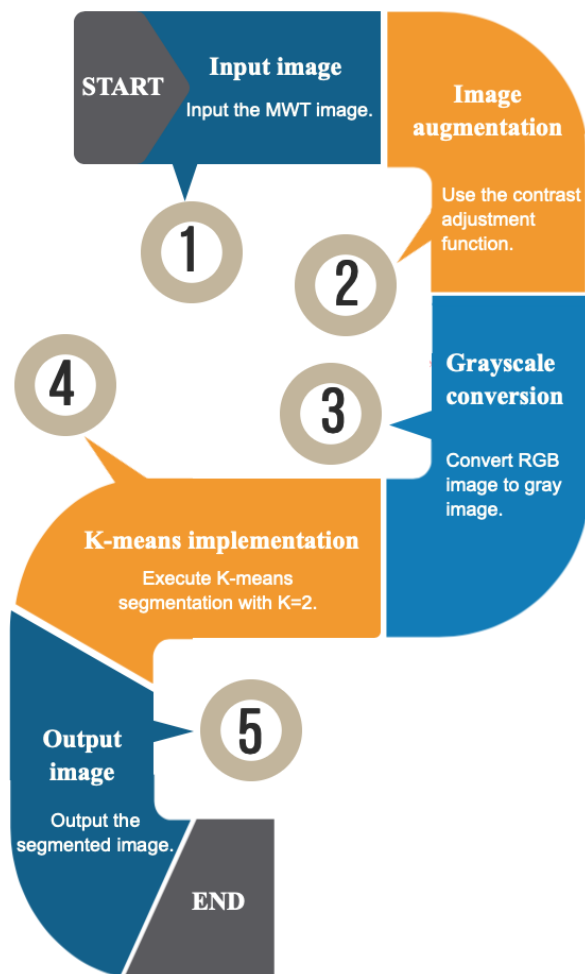 START
Input image
Input the MWT image.
1
Image
augmentation
Use the contrast
adjustment
function.
2
Grayscale
conversion
Convert RGB
image to gray
image.
3
4
K-means implementation
Execute K-means
segmentation with K=2.
Output
image
Output the
segmented image.
5
END